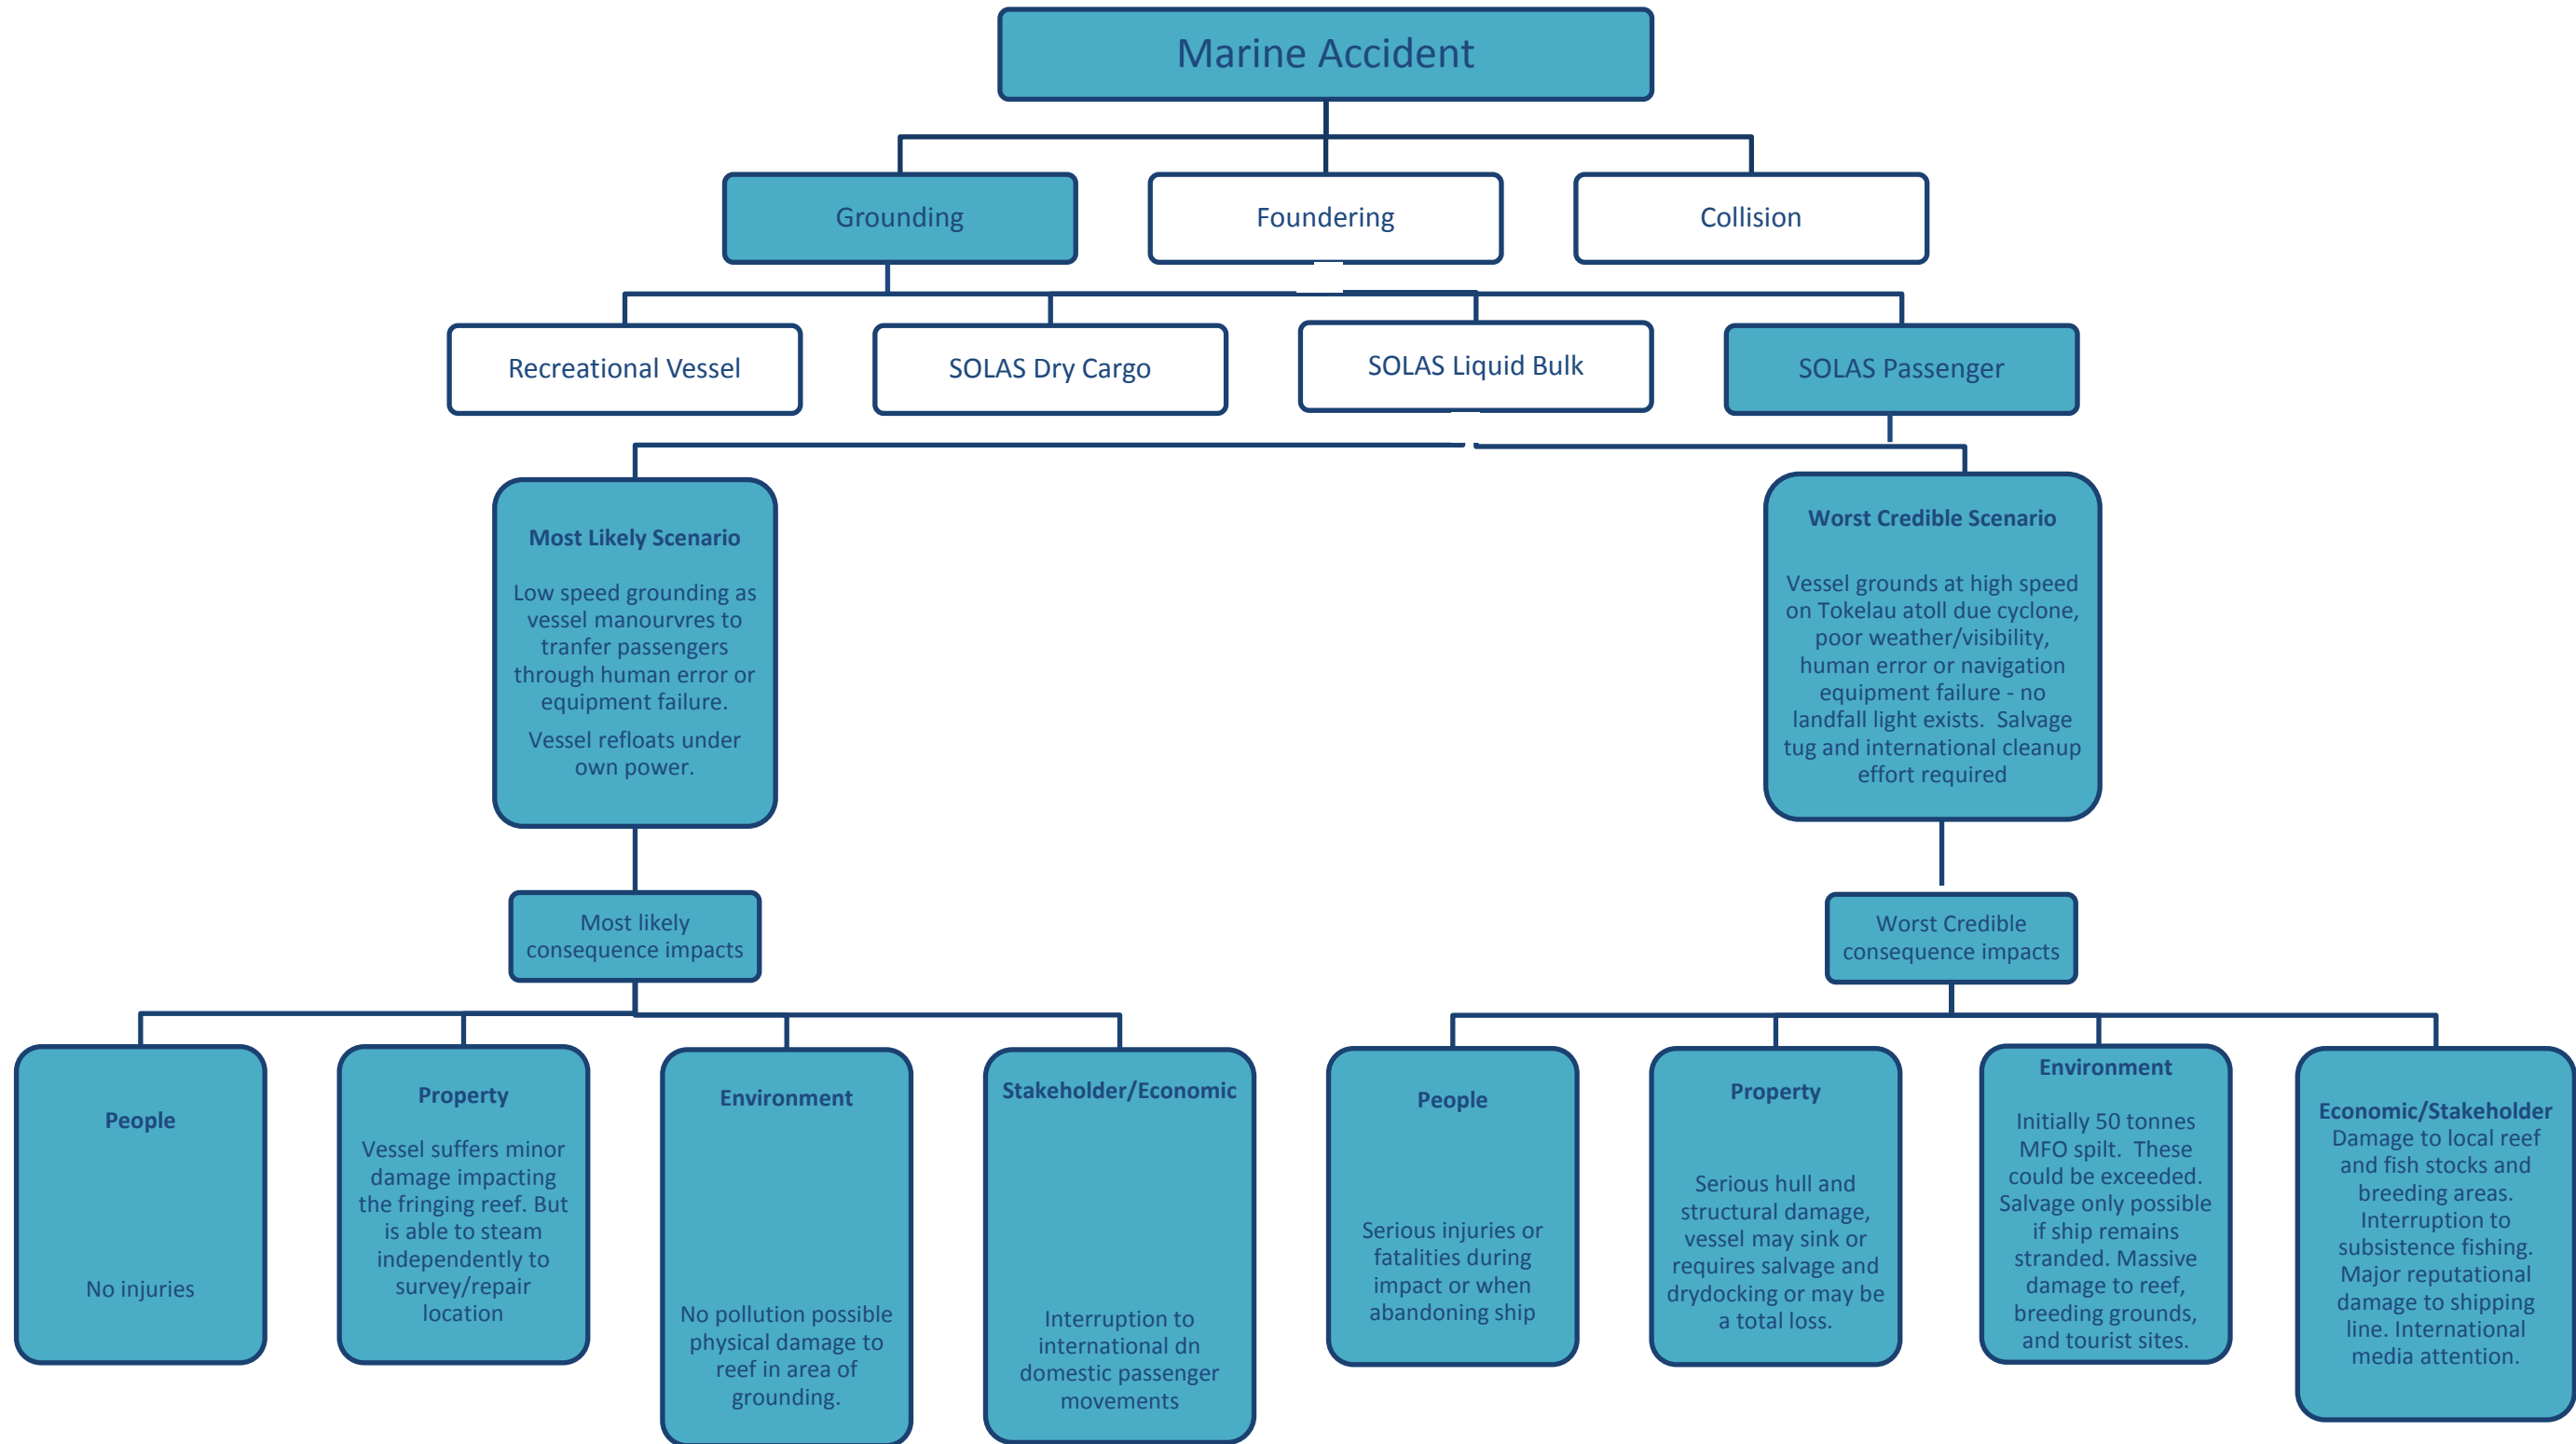 Marine Accident
Grounding
Foundering
Collision
Recreational Vessel
SOLAS Dry Cargo
SOLAS Liquid Bulk
SOLAS Passenger
Most Likely Scenario
Low speed grounding as
vessel manourvres to
tranfer passengers
through human error or
equipment failure.
Vessel refloats under
own power.
Worst Credible Scenario
Vessel grounds at high speed
on Tokelau atoll due cyclone,
poor weather/visibility,
human error or navigation
equipment failure - no
landfall light exists.  Salvage
tug and international cleanup
effort required
Most likely
consequence impacts
Worst Credible
consequence impacts
People
No injuries
Property
Vessel suffers minor
damage impacting
the fringing reef. But
is able to steam
independently to
survey/repair
location
Environment
No pollution possible
physical damage to
reef in area of
grounding.
Stakeholder/Economic
Interruption to
international dn
domestic passenger
movements
People
Serious injuries or
fatalities during
impact or when
abandoning ship
Property
Serious hull and
structural damage,
vessel may sink or
requires salvage and
drydocking or may be
a total loss.
Environment
Initially 50 tonnes
MFO spilt.  These
could be exceeded.
Salvage only possible
if ship remains
stranded. Massive
damage to reef,
breeding grounds,
and tourist sites.
Economic/Stakeholder
Damage to local reef
and fish stocks and
breeding areas.
Interruption to
subsistence fishing.
Major reputational
damage to shipping
line. International
media attention.